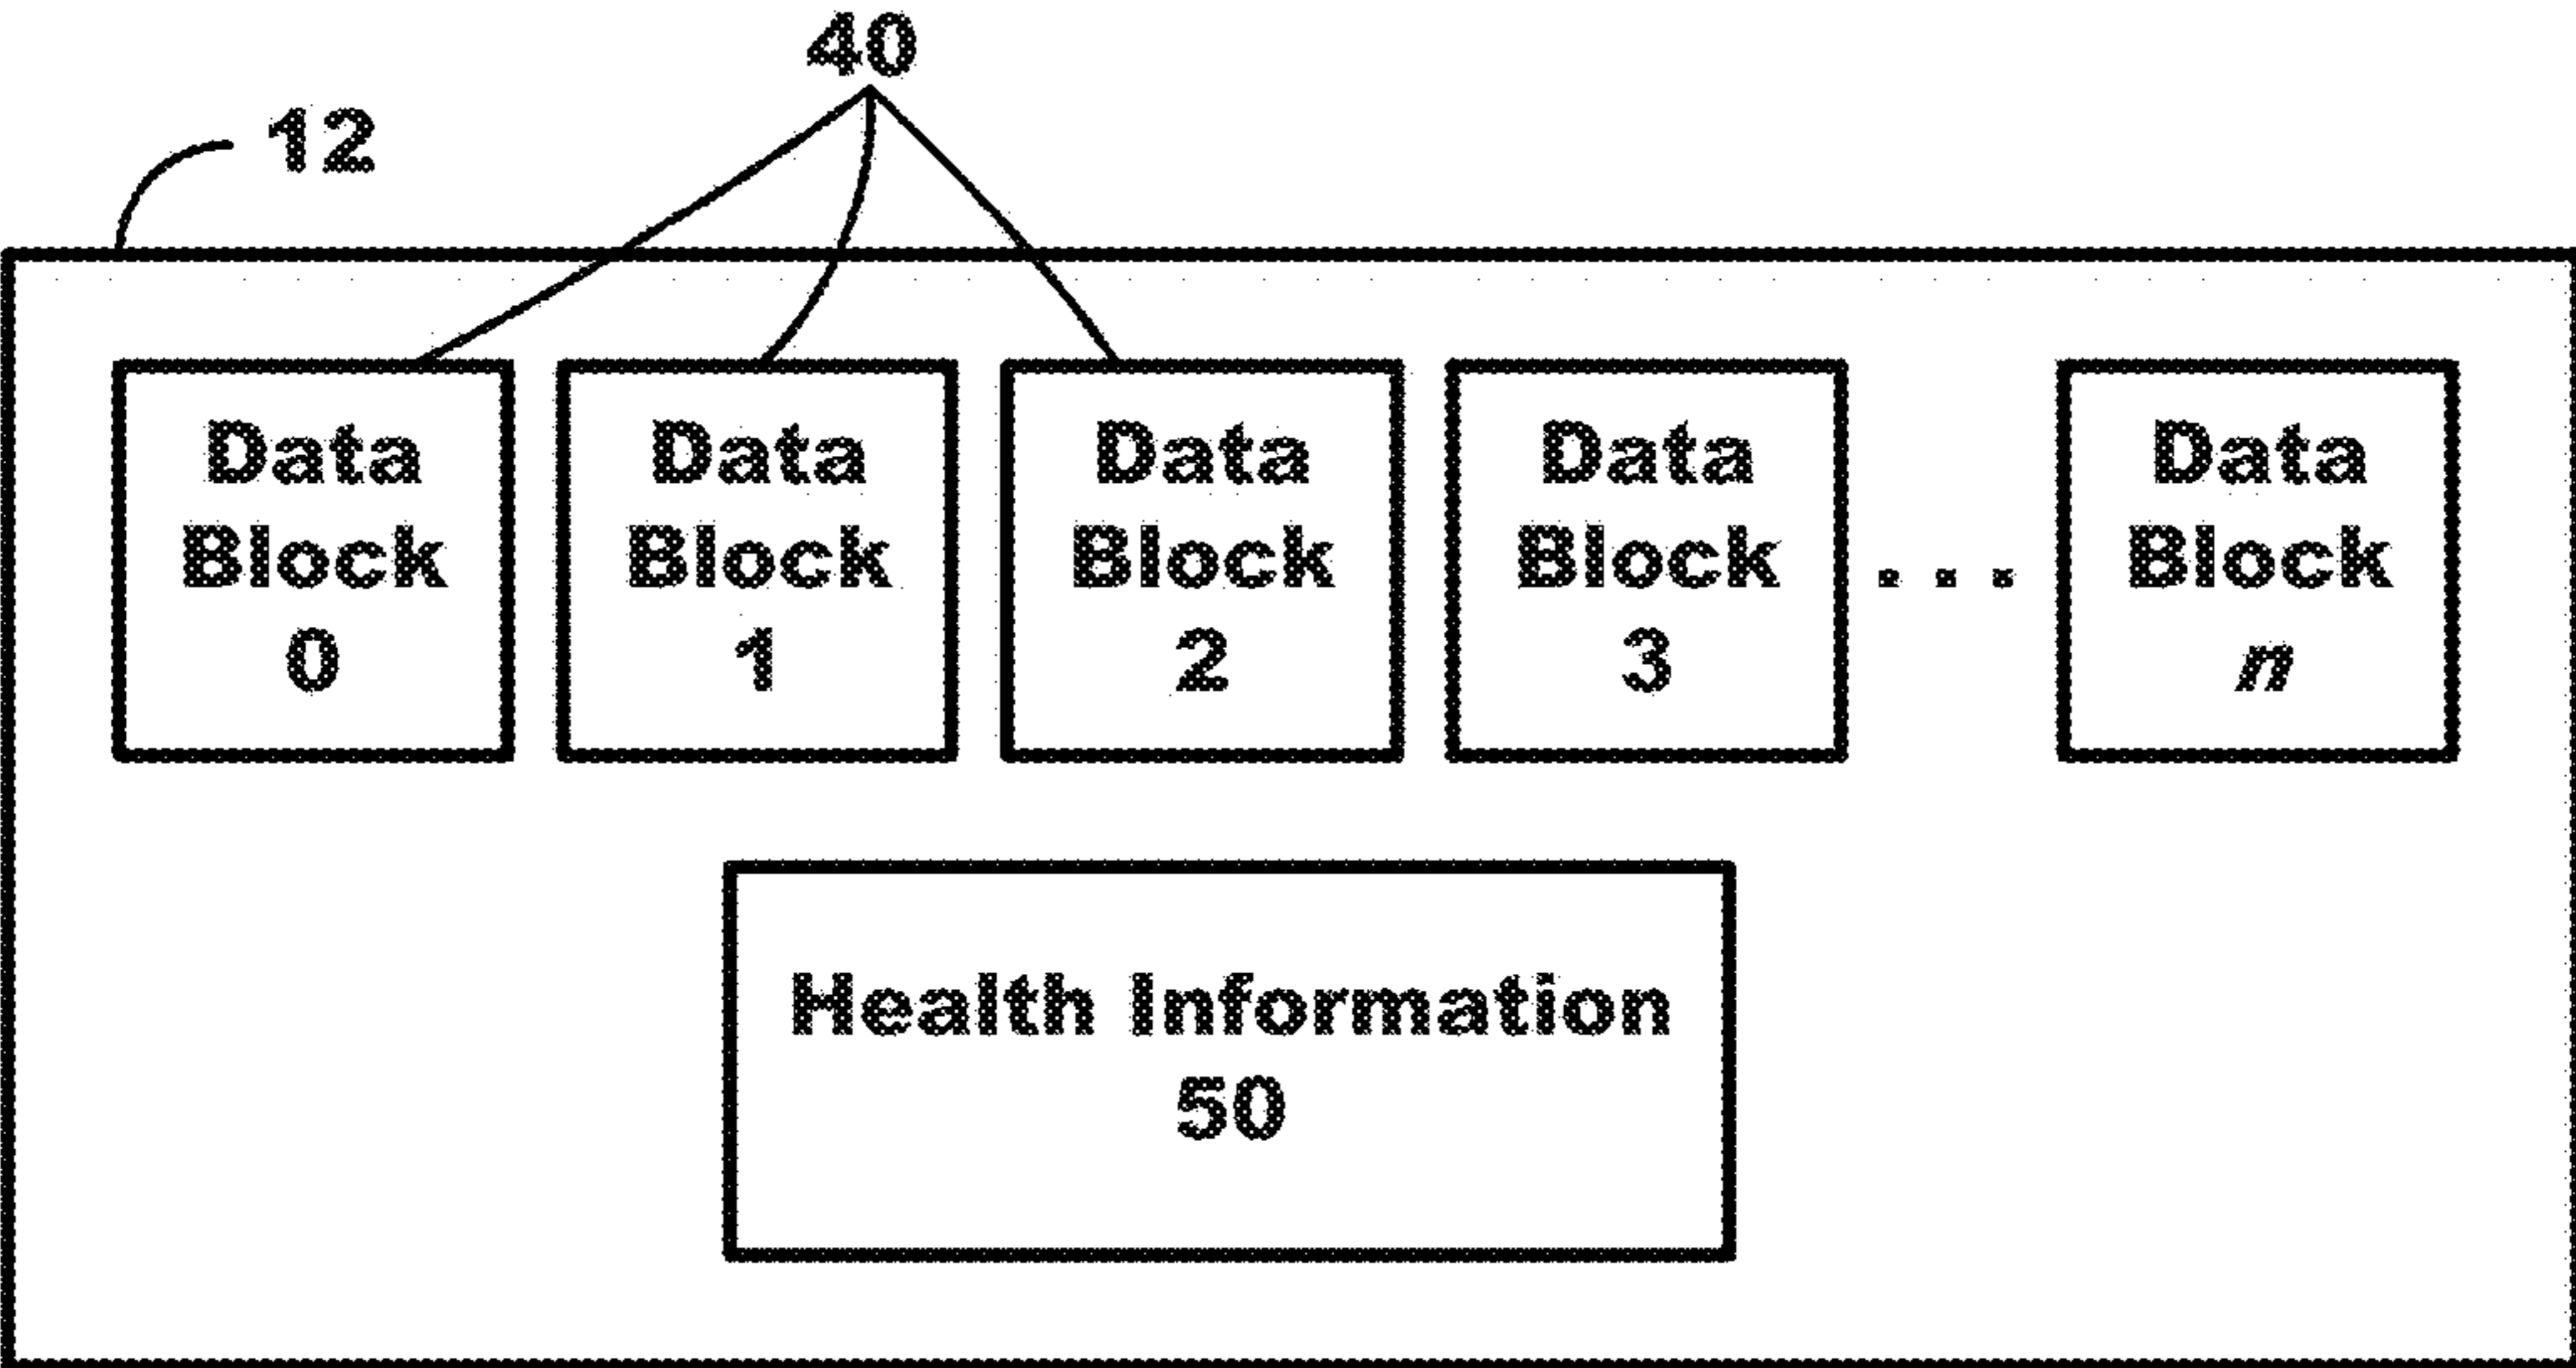 40
12
Data Block 0
Data Block 1
Data Block 2
Data Block 3
. . .
Data Block n
Health Information
50